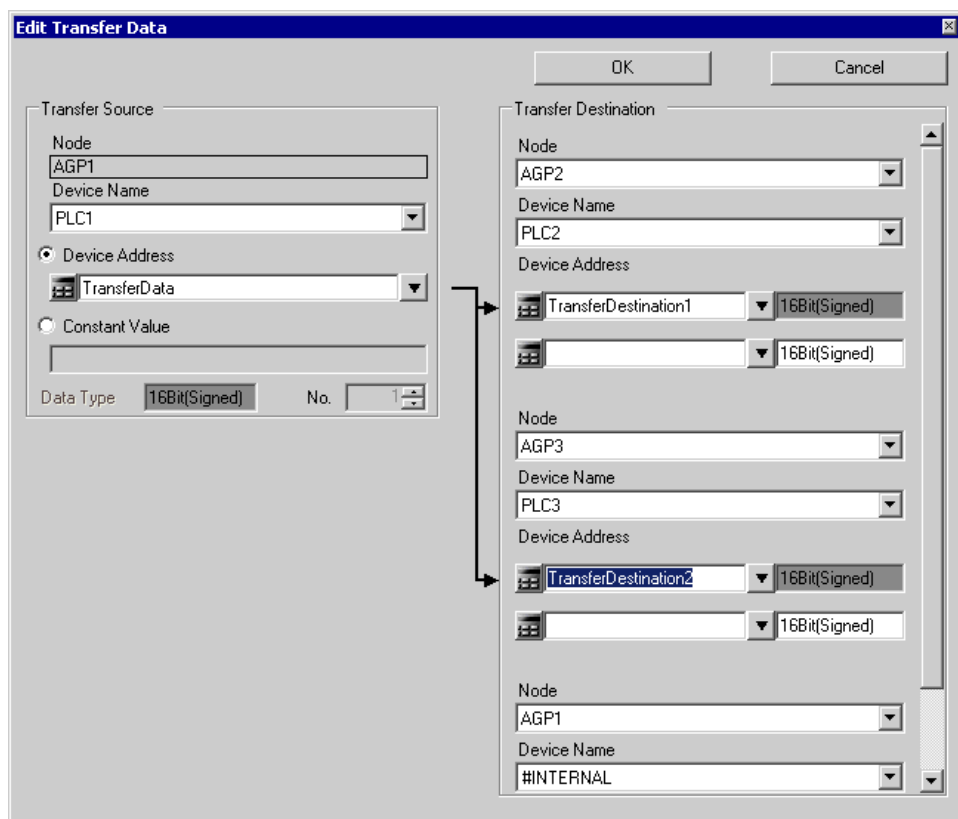 Edit Transfer Data
OK
Cancel
Transfer Source
Node
AGP1
Device Name
PLC1
Device Address
TransferData
Constant Value
Data Type 16Bit(Signed) No. 1
Transfer Destination
Node
AGP2
Device Name
PLC2
Device Address
TransferDestination1 16Bit(Signed)
16Bit(Signed)
Node
AGP3
Device Name
PLC3
Device Address
TransferDestination2 16Bit(Signed)
16Bit(Signed)
Node
AGP1
Device Name
#INTERNAL